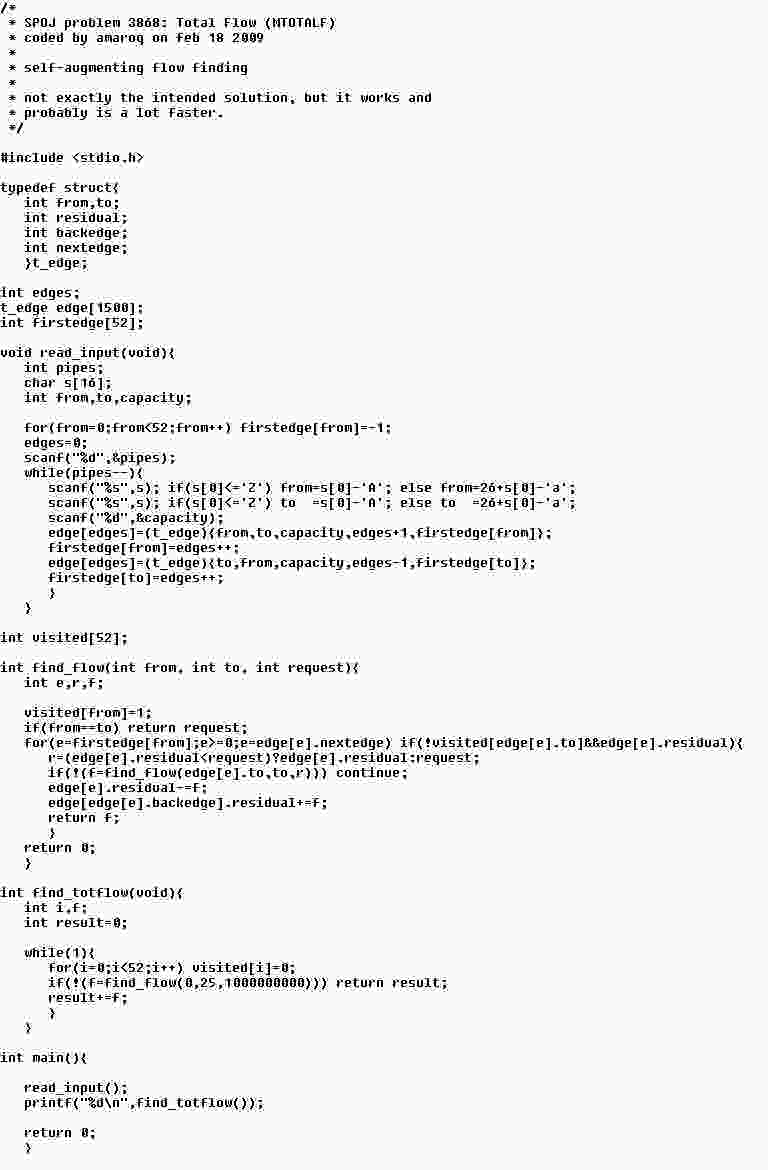 /*
 * SPOJ problem 3868: Total Flow (MTOTALF)
 * coded by amaroq on feb 18 2009
 *
 * self-augmenting flow finding
 *
 * not exactly the intended solution, but it works and
 * probably is a lot faster.
 */

#include <stdio.h>

typedef struct{
   int from,to;
   int residual;
   int backedge;
   int nextedge;
   }t_edge;

int edges;
t_edge edge[1500];
int firstedge[52];

void read_input(void){
   int pipes;
   char s[16];
   int from,to,capacity;

   for(from=0;from<52;from++) firstedge[from]=-1;
   edges=0;
   scanf("%d",&pipes);
   while(pipes--){
      scanf("%s",s); if(s[0]<='Z') from=s[0]-'A'; else from=26+s[0]-'a';
      scanf("%s",s); if(s[0]<='Z') to  =s[0]-'A'; else to  =26+s[0]-'a';
      scanf("%d",&capacity);
      edge[edges]=(t_edge){from,to,capacity,edges+1,firstedge[from]};
      firstedge[from]=edges++;
      edge[edges]=(t_edge){to,from,capacity,edges-1,firstedge[to]};
      firstedge[to]=edges++;
      }
   }

int visited[52];

int find_flow(int from, int to, int request){
   int e,r,f;

   visited[from]=1;
   if(from==to) return request;
   for(e=firstedge[from];e>=0;e=edge[e].nextedge) if(!visited[edge[e].to]&&edge[e].residual){
      r=(edge[e].residual<request)?edge[e].residual:request;
      if(!(f=find_flow(edge[e].to,to,r))) continue;
      edge[e].residual-=f;
      edge[edge[e].backedge].residual+=f;
      return f;
      }
   return 0;
   }

int find_totflow(void){
   int i,f;
   int result=0;

   while(1){
      for(i=0;i<52;i++) visited[i]=0;
      if(!(f=find_flow(0,25,1000000000))) return result;
      result+=f;
      }
   }

int main(){

   read_input();
   printf("%d\n",find_totflow());

   return 0;
   }